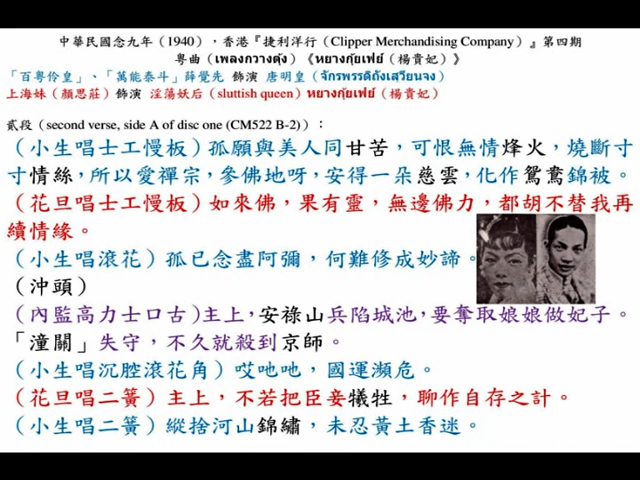 中華民國念九年（1940），香港『捷利洋行（Clipper Merchandising Company）』第四期
粵曲（เพลงกวางตุ้ง）《หยางกุ้ยเฟย์（楊貴妃）》
「百粵伶皇」、「萬能泰斗」薛覺先 飾演 唐明皇（จักรพรรดิถังเสวียนจง）
上海妹（顏思莊）飾演 淫蕩妖后（sluttish queen）หยางกุ้ยเฟย์（楊貴妃）
貳段（second verse, side A of disc one (CM522 B-2)）：
（小生唱士工慢板）孤願與美人同甘苦，可恨無情烽火，燒斷寸
寸情絲，所以愛禪宗，參佛地呀，安得一朵慈雲，化作鴛鴦錦被。
（花旦唱士工慢板）如來佛，果有靈，無邊佛力，都胡不替我再
續情緣。
（小生唱滾花）孤已念盡阿彌，何難修成妙諦。
（沖頭）
（內監高力士口古）主上，安祿山兵陷城池，要奪取娘娘做妃子。
「潼關」失守，不久就殺到京師。
（小生唱沉腔滾花角）哎吔吔，國運瀕危。
（花旦唱二簧）主上，不若把臣妾犧牲，聊作自存之計。
（小生唱二簧）縱捨河山錦繡，未忍黃土香迷。